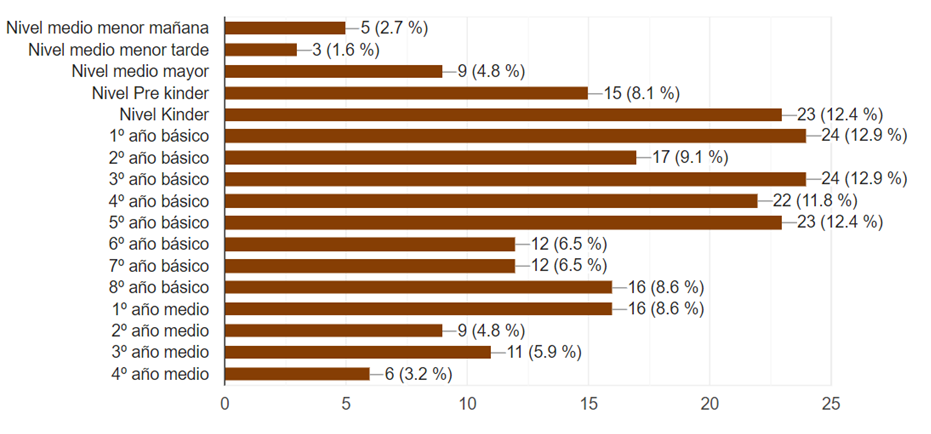 Nivel medio menor mañana 5 (2.7 %)
Nivel medio menor tarde 3 (1.6 %)
Nivel medio mayor 9 (4.8 %)
Nivel Pre kinder 15 (8.1 %)
Nivel Kinder 23 (12.4 %)
1º año básico 24 (12.9 %)
2º año básico 17 (9.1 %)
3º año básico 24 (12.9 %)
4º año básico 22 (11.8 %)
5º año básico 23 (12.4 %)
6º año básico 12 (6.5 %)
7º año básico 12 (6.5 %)
8º año básico 16 (8.6 %)
1º año medio 16 (8.6 %)
2º año medio 9 (4.8 %)
3º año medio 11 (5.9 %)
4º año medio 6 (3.2 %)
0 5 10 15 20 25